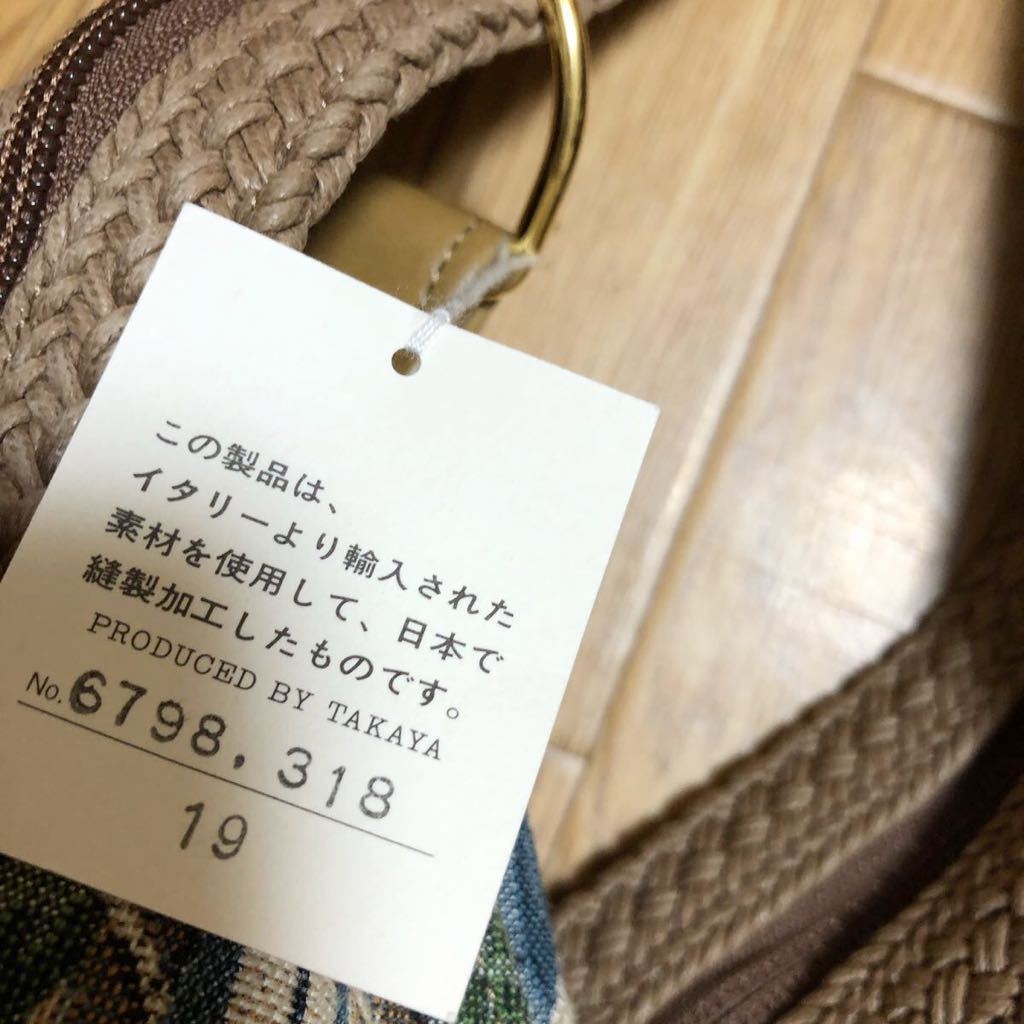 この製品は、
イタリーより輸入された
素材を使用して、日本で
縫製加工したものです。
PRODUCED BY TAKAYA
No. 6798,318
19